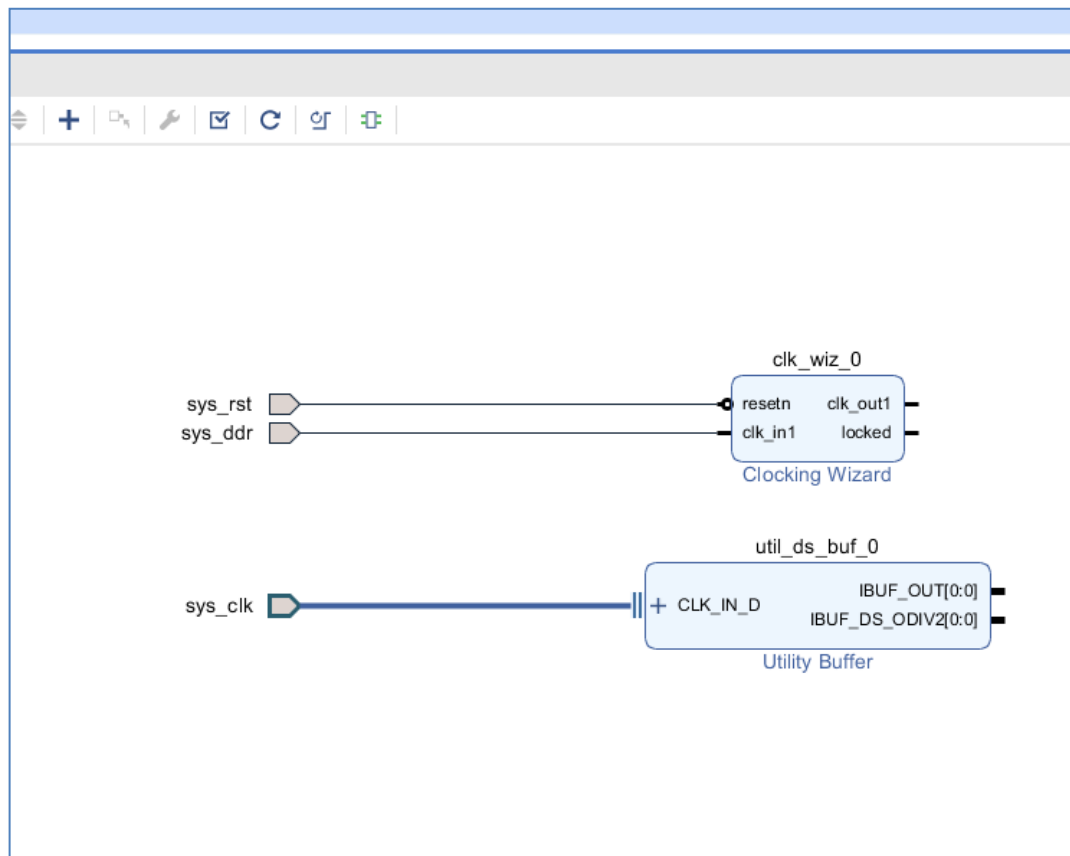 clk_wiz_0
sys_rst
resetn
clk_out1
sys_ddr
clk_in1
locked
Clocking Wizard
util_ds_buf_0
sys_clk
CLK_IN_D
IBUF_OUT[0:0]
IBUF_DS_ODIV2[0:0]
Utility Buffer